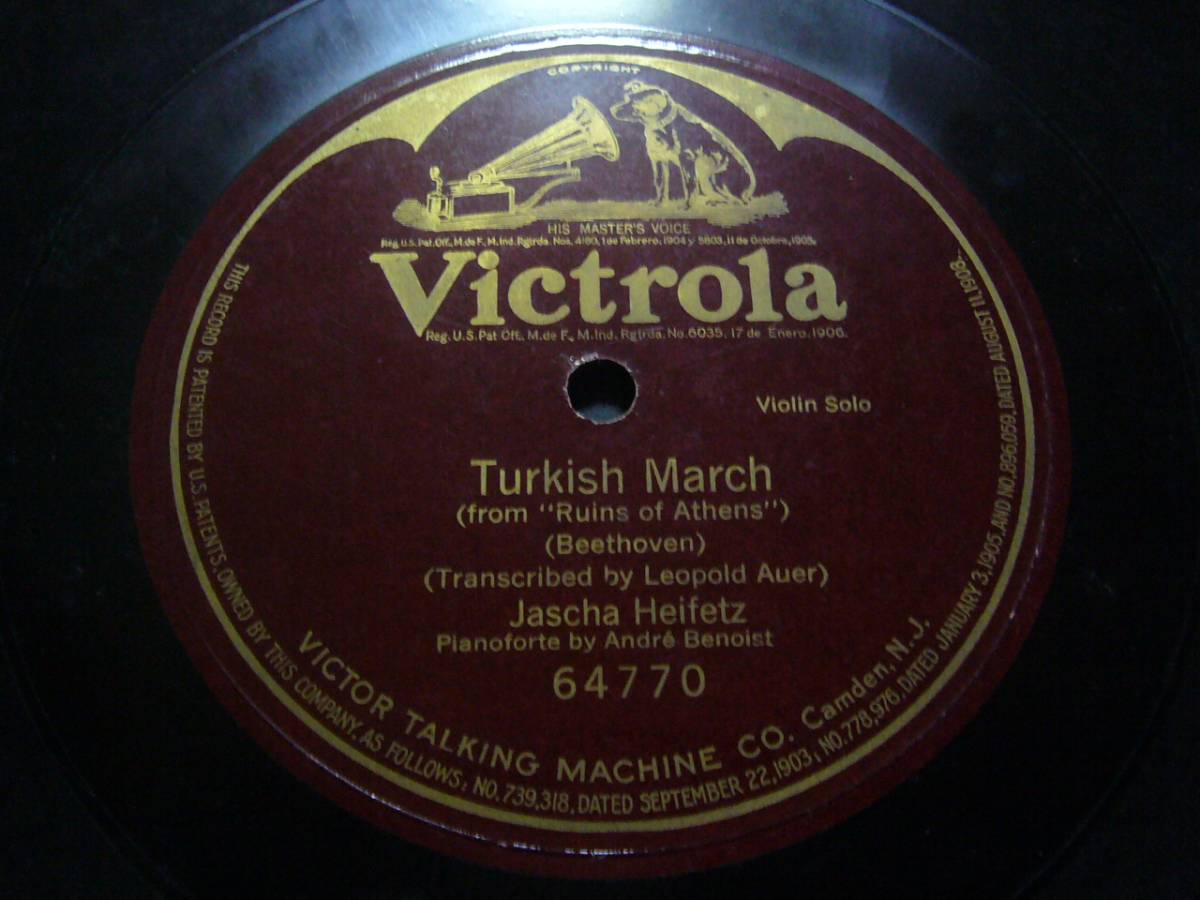 COPYRIGHT
HIS MASTER'S VOICE
Reg. U.S. Pat. Off., M. de F., M. Ind. Rgtrda. Nos. 4180, 1 de Febrero, 1904 y 5803, 11 de Octubre, 1905.
Victrola
Reg. U.S. Pat Off., M. de F., M. Ind. Rgtrda. No. 6035, 17 de Enero, 1906.
Violin Solo
Turkish March
(from "Ruins of Athens")
(Beethoven)
(Transcribed by Leopold Auer)
Jascha Heifetz
Pianoforte by André Benoist
64770
VICTOR TALKING MACHINE CO. Camden, N. J.
THIS RECORD IS PATENTED BY U.S. PATENTS, OWNED BY THIS COMPANY, AS FOLLOWS; NO. 739,318, DATED SEPTEMBER 22, 1903; NO. 778,976, DATED JANUARY 3, 1905, AND NO. 896,059, DATED AUGUST 11, 1908.